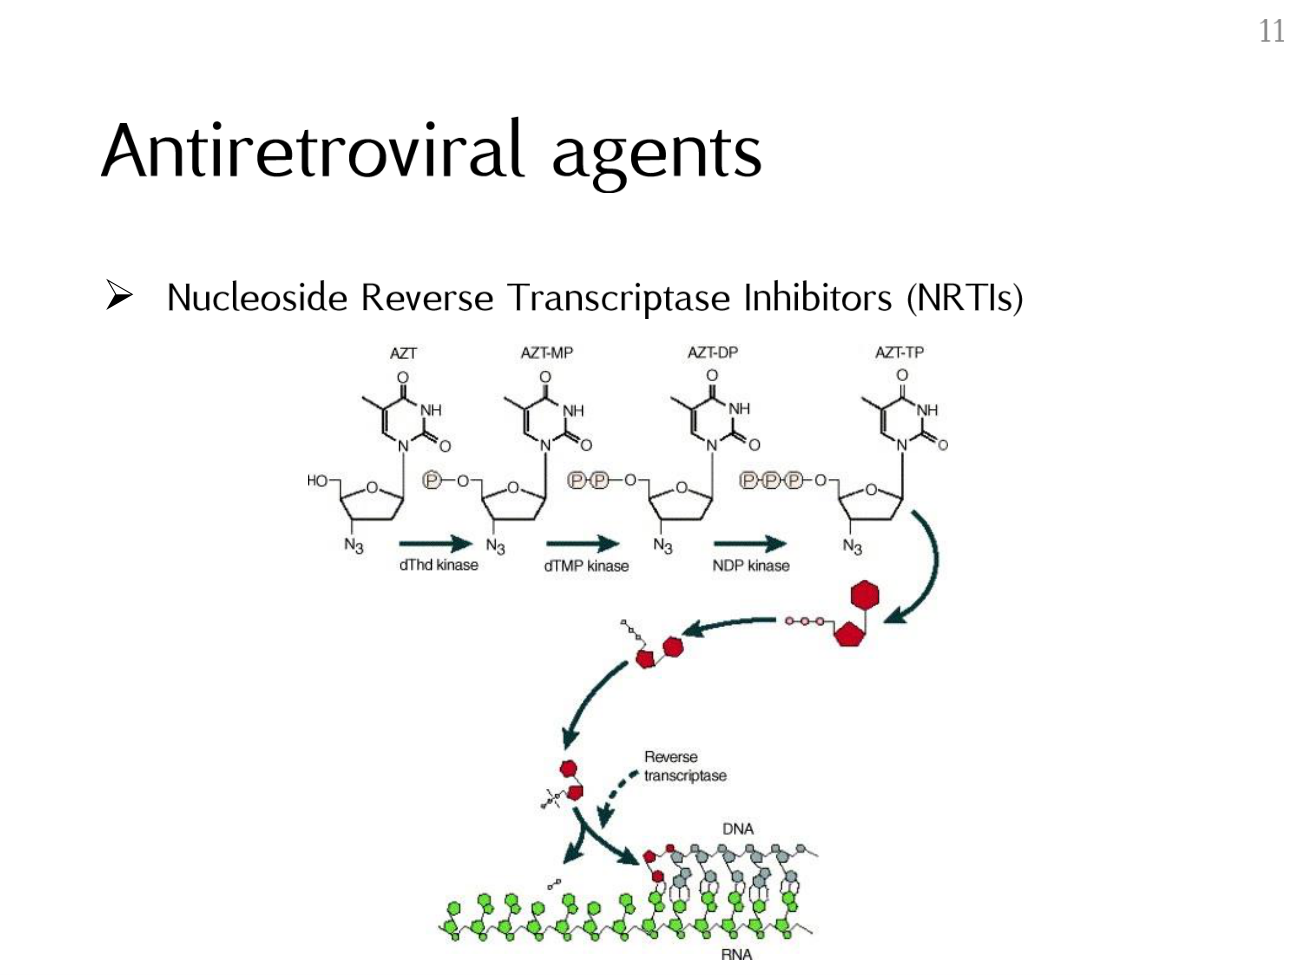 11
Antiretroviral agents
➢ Nucleoside Reverse Transcriptase Inhibitors (NRTIs)
AZT AZT-MP AZT-DP AZT-TP
O O O O
NH NH NH NH
N O N O N O N O
HO O P O O P P O O P P P O O
N3 N3 N3 N3
dThd kinase dTMP kinase NDP kinase
Reverse
transcriptase
DNA
RNA